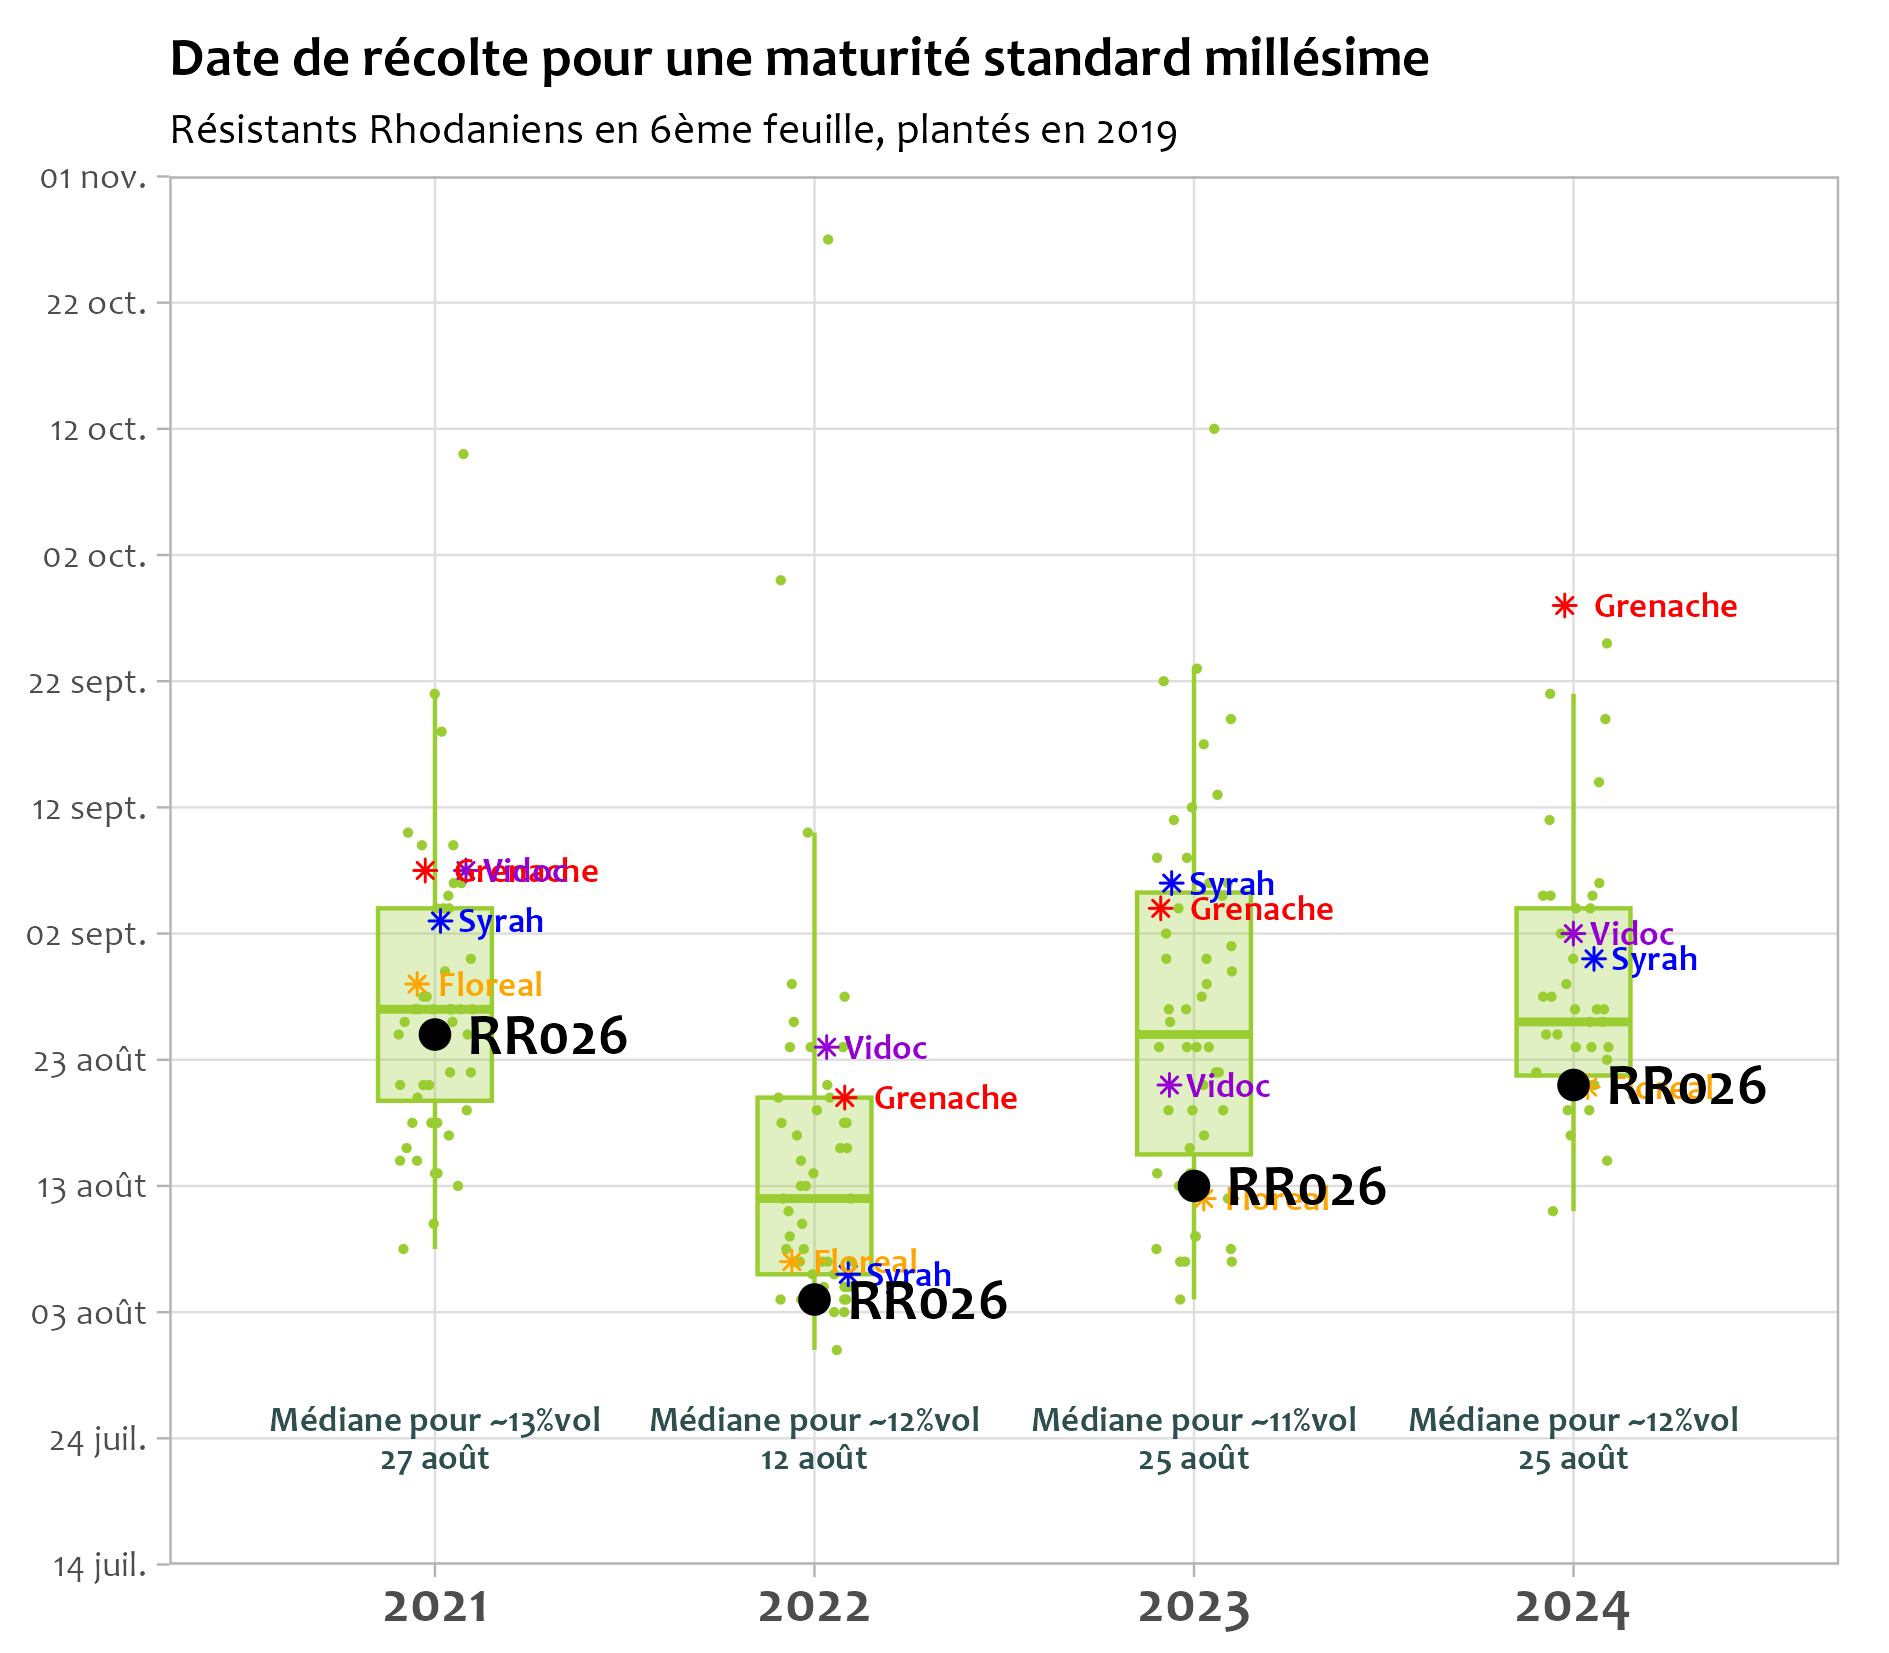 Date de récolte pour une maturité standard millésime
Résistants Rhodaniens en 6ème feuille, plantés en 2019
01 nov.
22 oct.
12 oct.
02 oct.
22 sept.
12 sept.
02 sept.
23 août
13 août
03 août
24 juil.
14 juil.
Grenache
Vidoc
Syrah
Floreal
RR026
Vidoc
Grenache
Floreal
Syrah
RR026
Syrah
Grenache
Vidoc
RR026
Floreal
Grenache
Vidoc
Syrah
RR026
Floreal
Médiane pour ~13%vol
27 août
Médiane pour ~12%vol
12 août
Médiane pour ~11%vol
25 août
Médiane pour ~12%vol
25 août
2021
2022
2023
2024